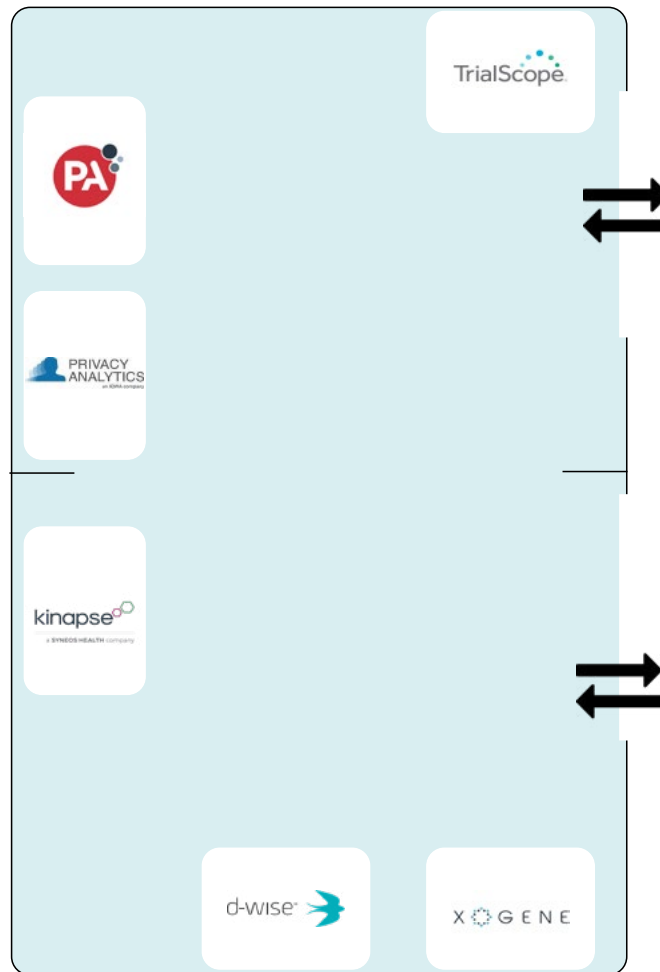 TrialScope
PA
PRIVACY
ANALYTICS
an IQVIA company
kinapse
a SYNEOS HEALTH company
d-wise
XOGENE